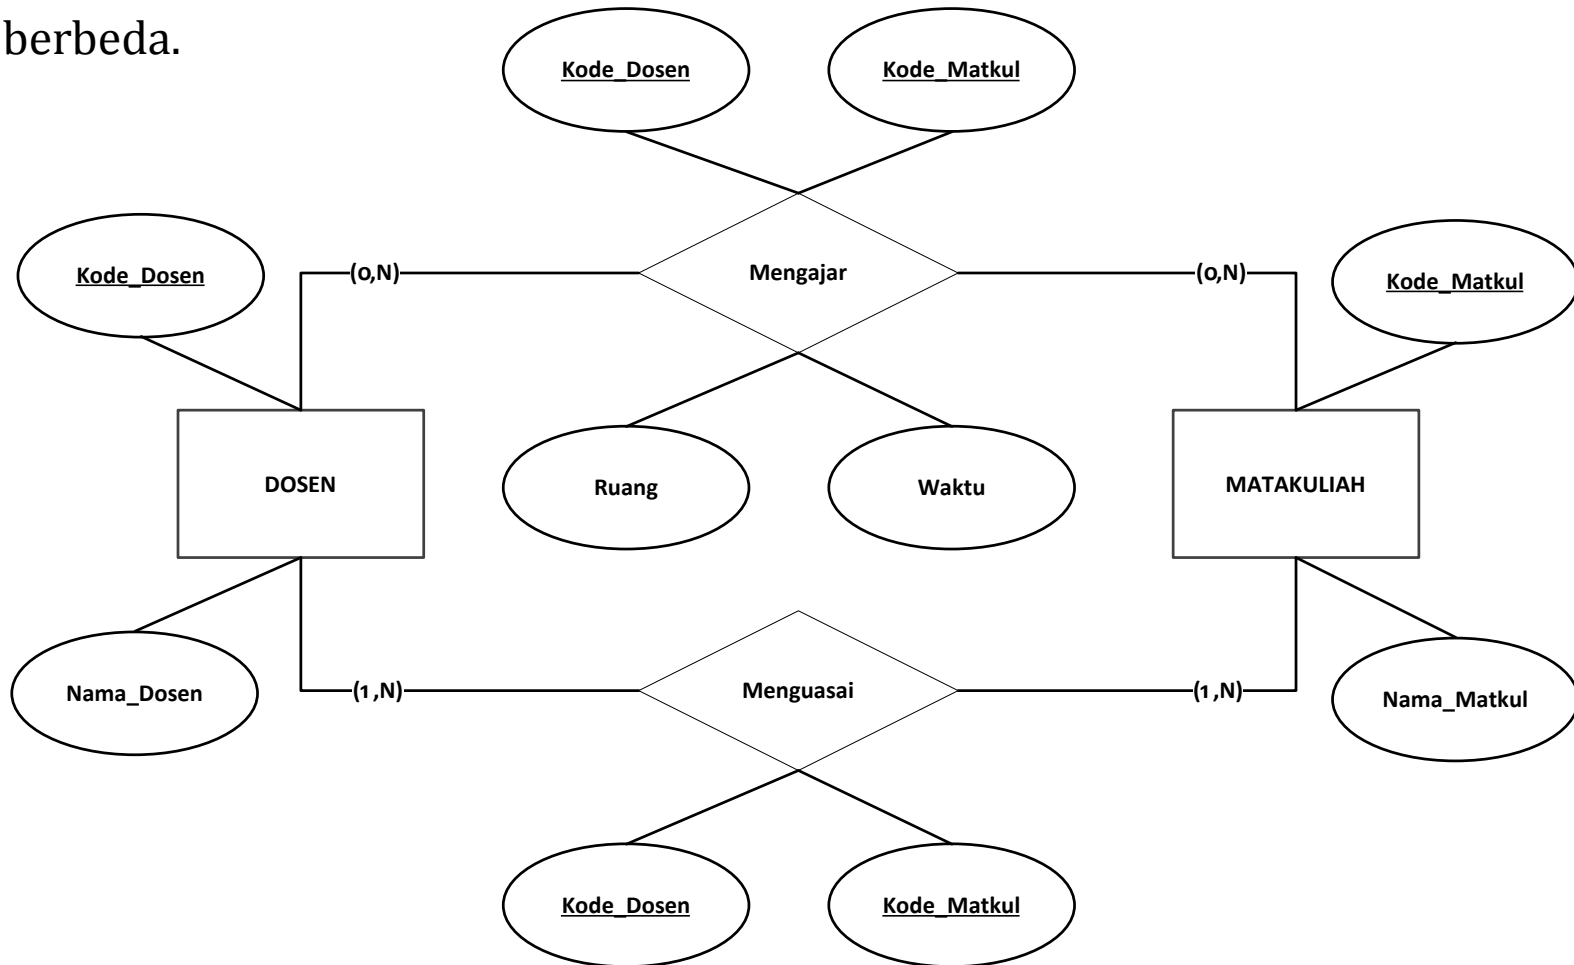 berbeda.
Kode_Dosen
Kode_Matkul
Kode_Dosen
(0,N)
Mengajar
(0,N)
Kode_Matkul
DOSEN
Ruang
Waktu
MATAKULIAH
Nama_Dosen
(1,N)
Menguasai
(1,N)
Nama_Matkul
Kode_Dosen
Kode_Matkul